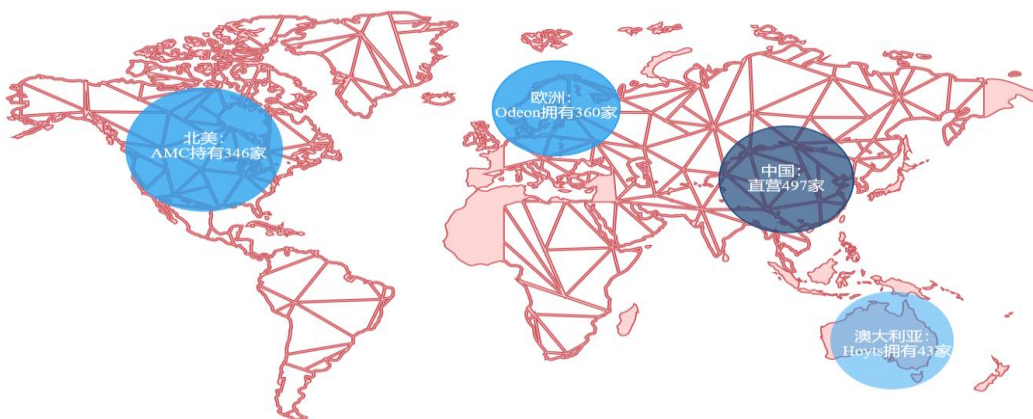 北美:
AMC持有346家
欧洲:
Odeon拥有360家
中国:
直营497家
澳大利亚:
Hoyts拥有43家